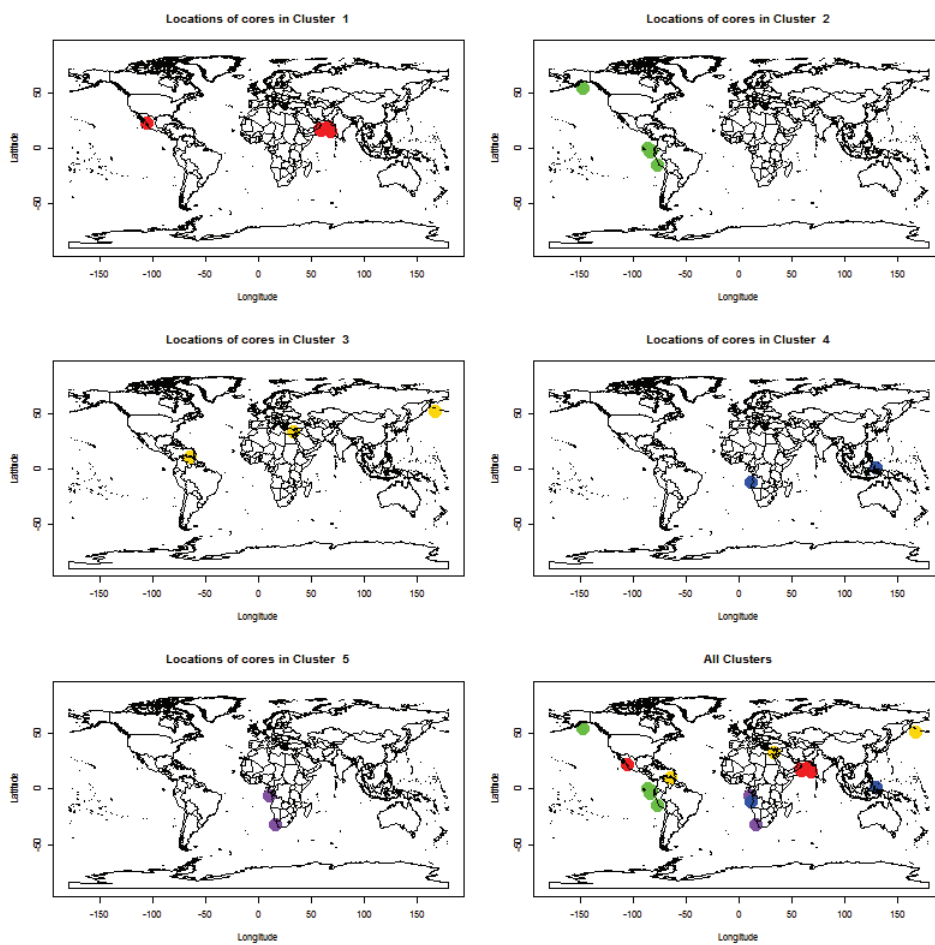 Locations of cores in Cluster 1
Latitude
50
0
-50
-150 -100 -50 0 50 100 150
Longitude
Locations of cores in Cluster 2
Latitude
50
0
-50
-150 -100 -50 0 50 100 150
Longitude
Locations of cores in Cluster 3
Latitude
50
0
-50
-150 -100 -50 0 50 100 150
Longitude
Locations of cores in Cluster 4
Latitude
50
0
-50
-150 -100 -50 0 50 100 150
Longitude
Locations of cores in Cluster 5
Latitude
50
0
-50
-150 -100 -50 0 50 100 150
Longitude
All Clusters
Latitude
50
0
-50
-150 -100 -50 0 50 100 150
Longitude